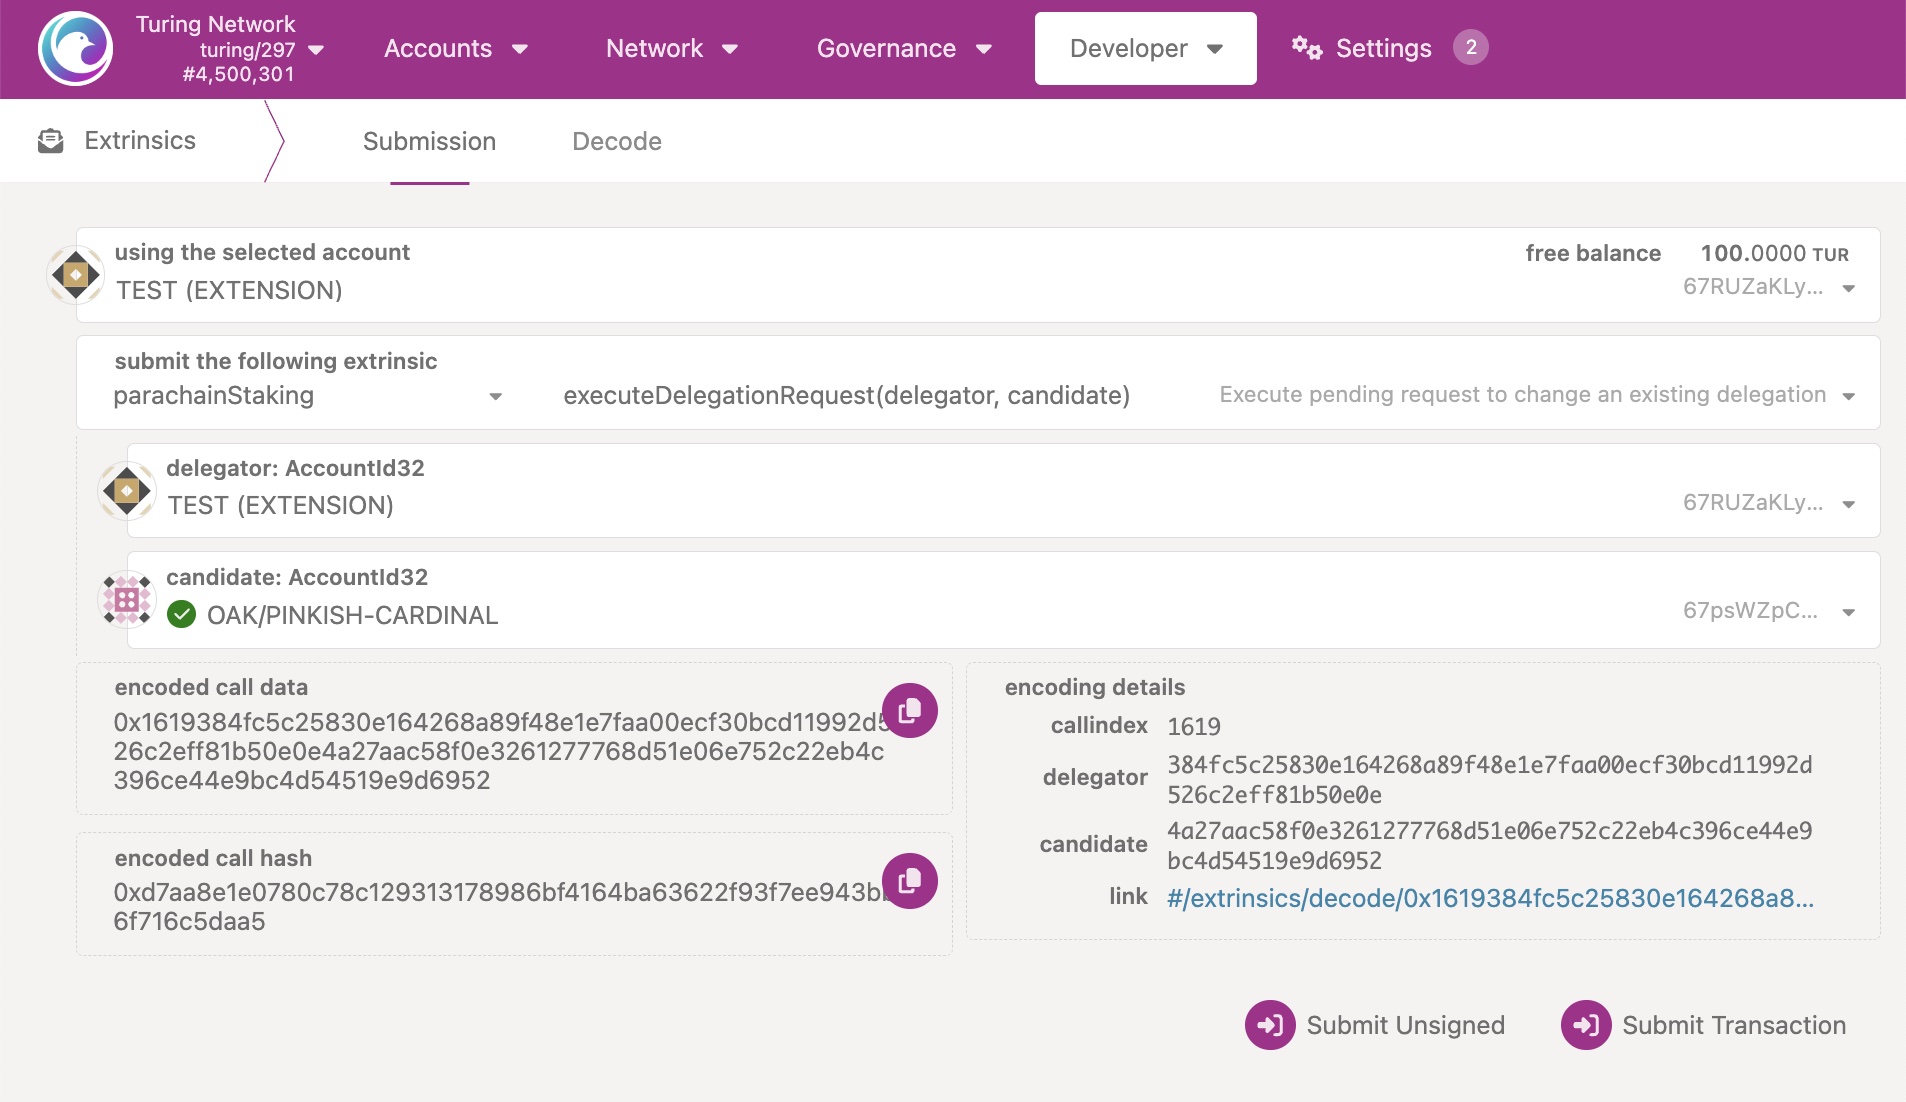 Turing Network
turing/297
#4,500,301
Accounts
Network
Governance
Developer
Settings
2
Extrinsics
Submission
Decode
using the selected account
TEST (EXTENSION)
free balance 100.0000 TUR
67RUZaKLy...
submit the following extrinsic
parachainStaking
executeDelegationRequest(delegator, candidate)
Execute pending request to change an existing delegation
delegator: AccountId32
TEST (EXTENSION)
67RUZaKLy...
candidate: AccountId32
OAK/PINKISH-CARDINAL
67psWZpC...
encoded call data
0x1619384fc5c25830e164268a89f48e1e7faa00ecf30bcd11992d5
26c2eff81b50e0e4a27aac58f0e3261277768d51e06e752c22eb4c
396ce44e9bc4d54519e9d6952
encoded call hash
0xd7aa8e1e0780c78c129313178986bf4164ba63622f93f7ee943b
6f716c5daa5
encoding details
callindex 1619
delegator 384fc5c25830e164268a89f48e1e7faa00ecf30bcd11992d
526c2eff81b50e0e
candidate 4a27aac58f0e3261277768d51e06e752c22eb4c396ce44e9
bc4d54519e9d6952
link #/extrinsics/decode/0x1619384fc5c25830e164268a8...
Submit Unsigned
Submit Transaction